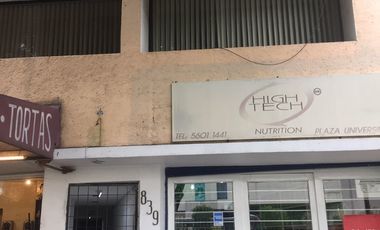 • TORTAS
HIGH
TECH
TEL: 5601 1441
NUTRITION
PLAZA UNIVERS
839